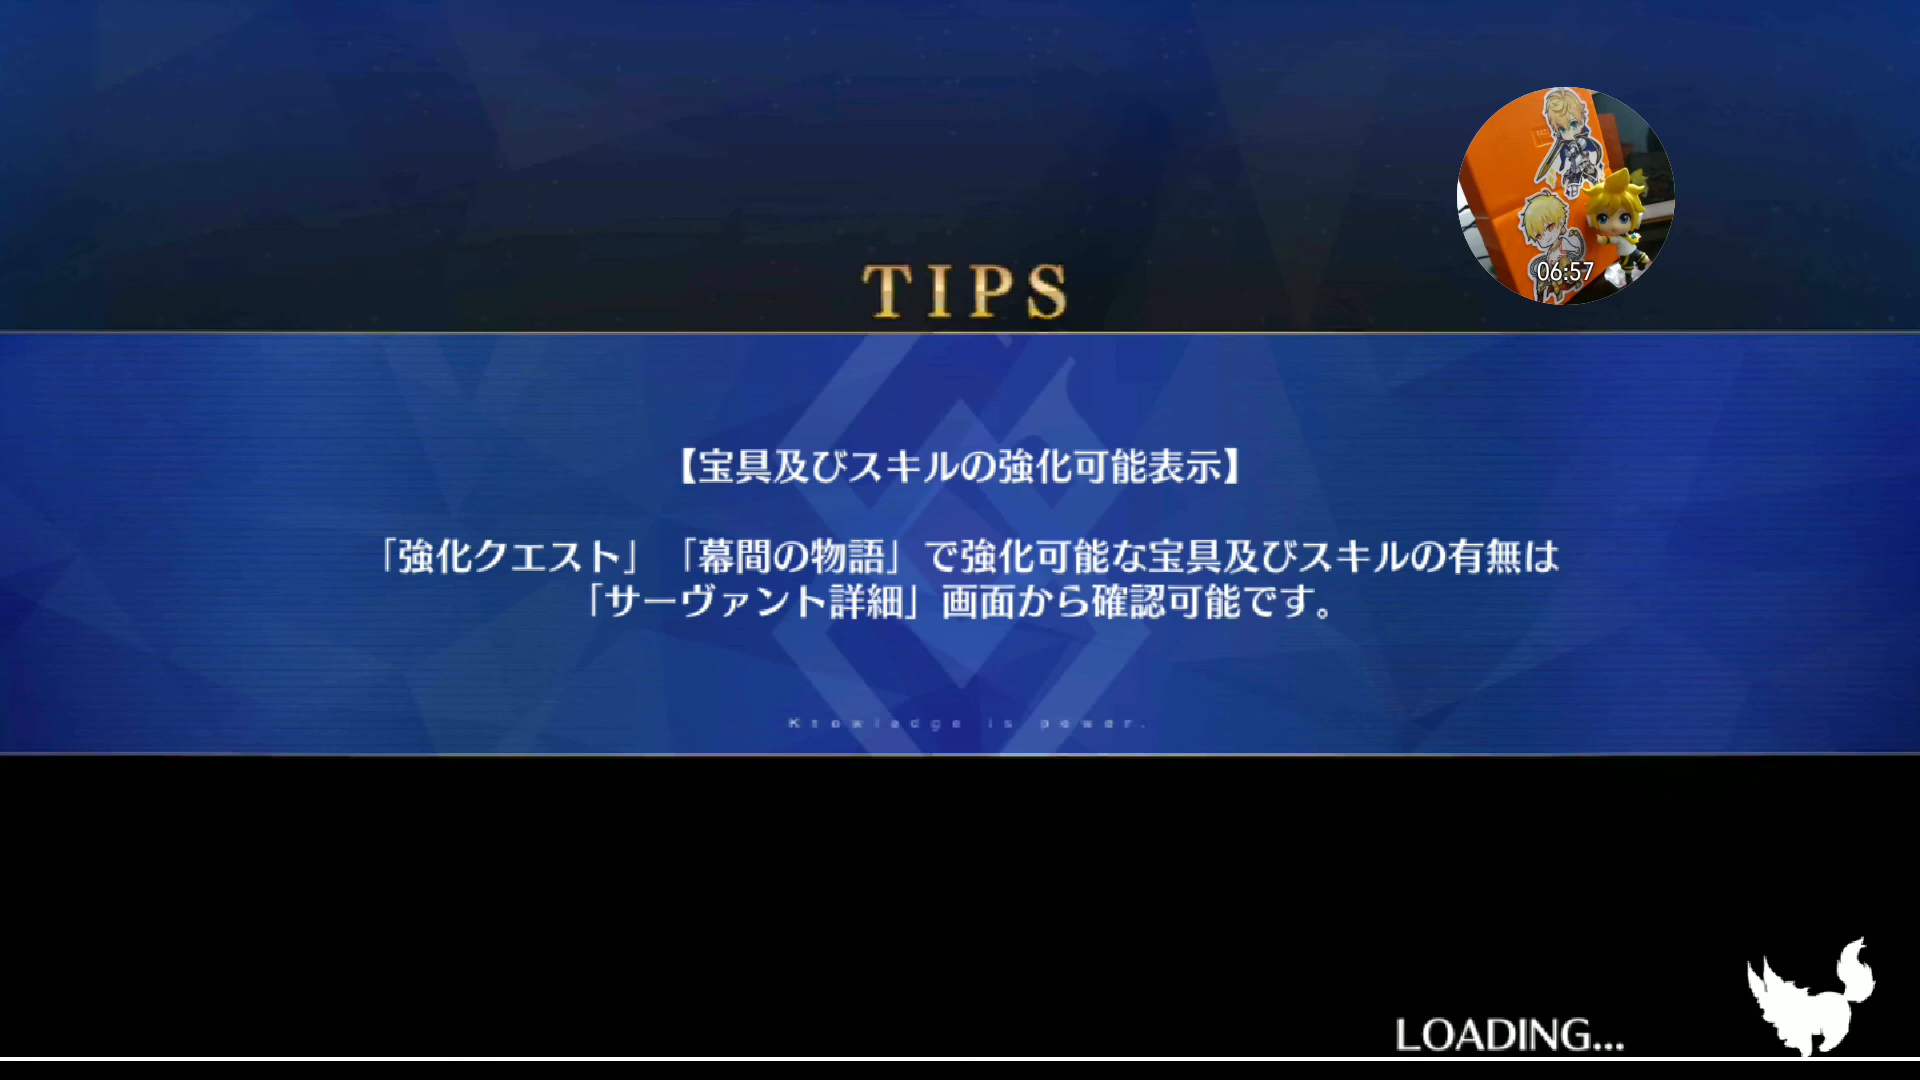 06:57
TIPS
【宝具及びスキルの強化可能表示】
「強化クエスト」「幕間の物語」で強化可能な宝具及びスキルの有無は
「サーヴァント詳細」画面から確認可能です。
Knowledge is power.
LOADING...